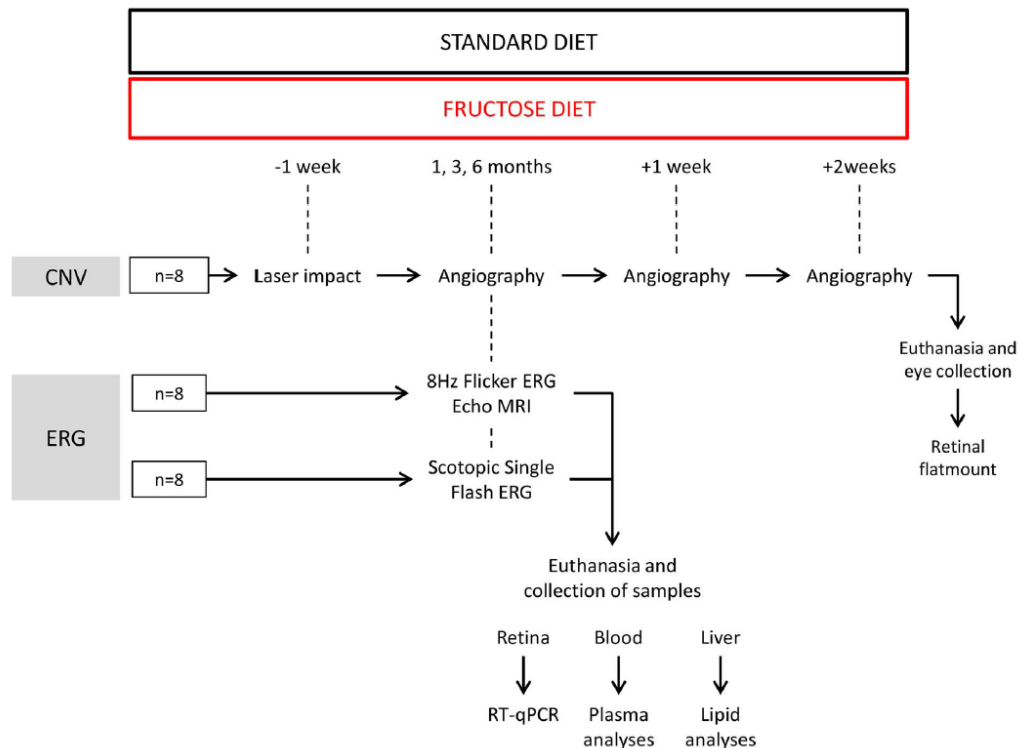 STANDARD DIET
FRUCTOSE DIET
-1 week
1, 3, 6 months
+1 week
+2weeks
CNV
n=8
Laser impact
Angiography
Angiography
Angiography
Euthanasia and
eye collection
Retinal
flatmount
ERG
n=8
8Hz Flicker ERG
Echo MRI
n=8
Scotopic Single
Flash ERG
Euthanasia and
collection of samples
Retina
Blood
Liver
RT-qPCR
Plasma
analyses
Lipid
analyses